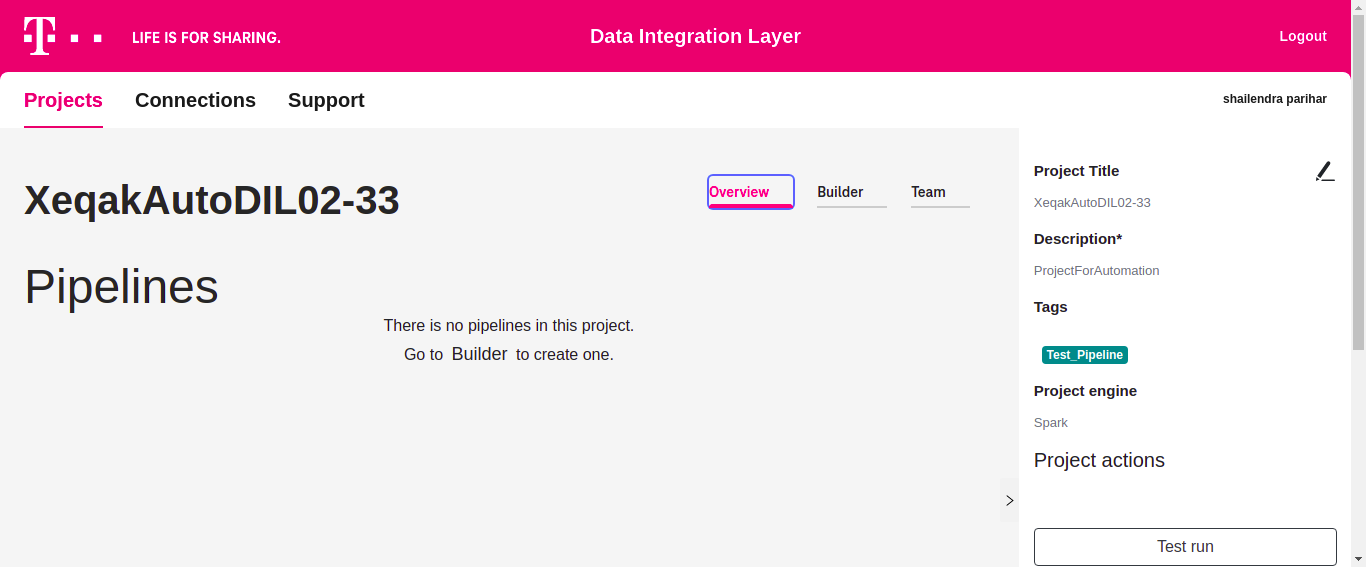 T
LIFE IS FOR SHARING.
Data Integration Layer
Logout
Projects
Connections
Support
shailendra parihar
XeqakAutoDIL02-33
Overview
Builder
Team
Pipelines
There is no pipelines in this project.
Go to Builder to create one.
Project Title
XeqakAutoDIL02-33
Description*
ProjectForAutomation
Tags
Test_Pipeline
Project engine
Spark
Project actions
Test run